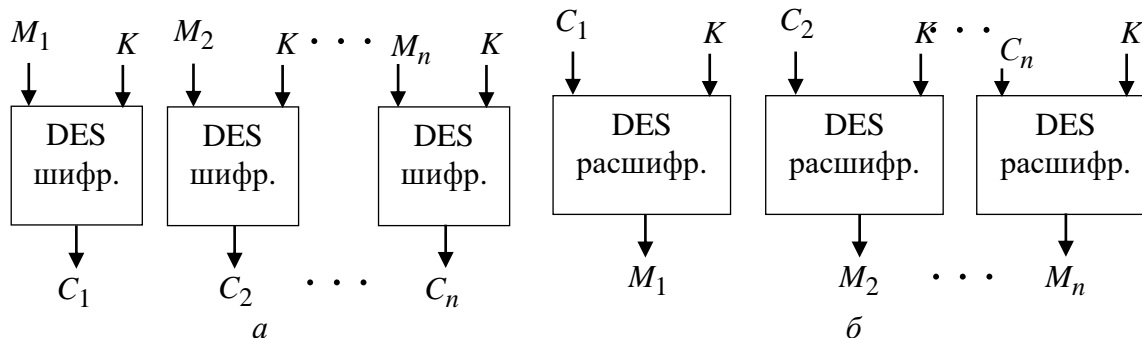 M1 K M2 K · · · Mn K C1 K C2 K · · · Cn K
DES DES DES DES DES DES
шифр. шифр. шифр. расшифр. расшифр. расшифр.
C1 C2 · · · Cn M1 M2 · · · Mn
а б